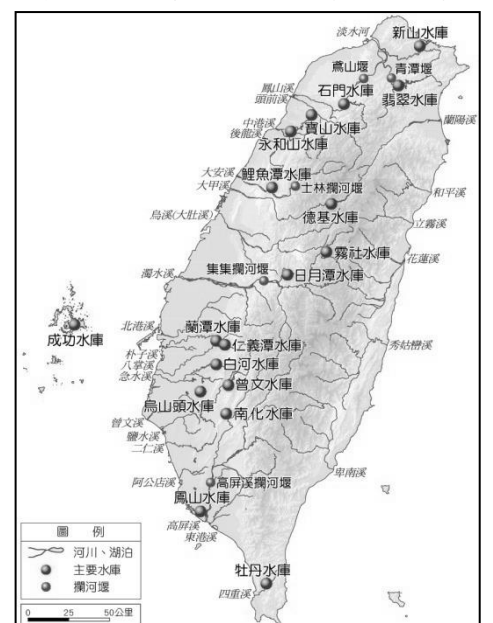 淡水河
新山水庫
鳶山堰
青潭堰
石門水庫
翡翠水庫
鳳山溪
頭前溪
寶山水庫
蘭陽溪
中港溪
後龍溪
永和山水庫
鯉魚潭水庫
大安溪
大甲溪
士林攔河堰
和平溪
德基水庫
烏溪(大肚溪)
立霧溪
霧社水庫
花蓮溪
集集攔河堰
日月潭水庫
濁水溪
成功水庫
北港溪
蘭潭水庫
仁義潭水庫
秀姑巒溪
朴子溪
八掌溪
急水溪
白河水庫
曾文水庫
烏山頭水庫
南化水庫
曾文溪
鹽水溪
二仁溪
卑南溪
阿公店溪
高屏溪攔河堰
鳳山水庫
高屏溪
東港溪
牡丹水庫
四重溪
圖 例
河川、湖泊
主要水庫
攔河堰
0 25 50公里